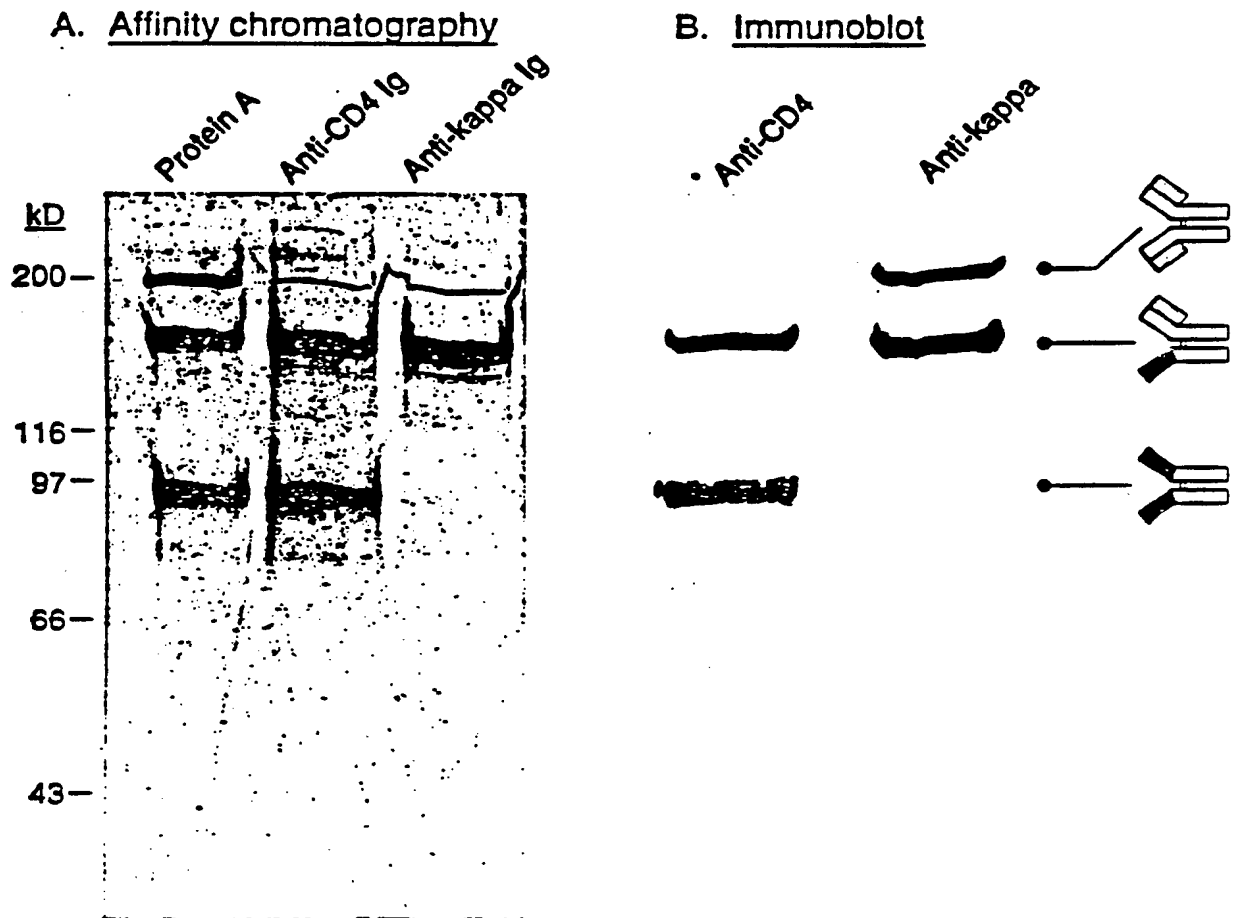 A. Affinity chromatography
Protein A
Anti-CD4 Ig
Anti-kappa Ig
kD
200
116
97
66
43
B. Immunoblot
Anti-CD4
Anti-kappa